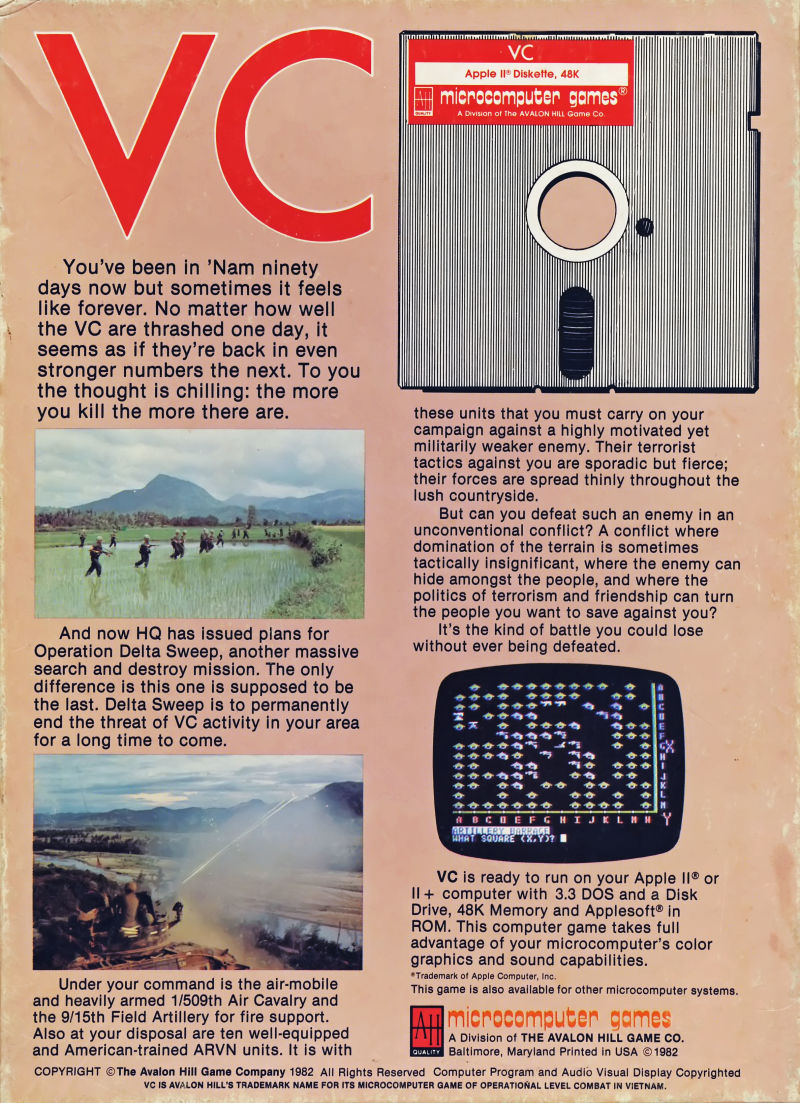 VC
You've been in 'Nam ninety
days now but sometimes it feels
like forever. No matter how well
the VC are thrashed one day, it
seems as if they're back in even
stronger numbers the next. To you
the thought is chilling: the more
you kill the more there are.
And now HQ has issued plans for
Operation Delta Sweep, another massive
search and destroy mission. The only
difference is this one is supposed to be
the last. Delta Sweep is to permanently
end the threat of VC activity in your area
for a long time to come.
Under your command is the air-mobile
and heavily armed 1/509th Air Cavalry and
the 9/15th Field Artillery for fire support.
Also at your disposal are ten well-equipped
and American-trained ARVN units. It is with
VC
Apple II® Diskette, 48K
AH
QUALITY
microcomputer games®
A Division of The AVALON HILL Game Co.
these units that you must carry on your
campaign against a highly motivated yet
militarily weaker enemy. Their terrorist
tactics against you are sporadic but fierce;
their forces are spread thinly throughout the
lush countryside.
But can you defeat such an enemy in an
unconventional conflict? A conflict where
domination of the terrain is sometimes
tactically insignificant, where the enemy can
hide amongst the people, and where the
politics of terrorism and friendship can turn
the people you want to save against you?
It's the kind of battle you could lose
without ever being defeated.
A
B
C
D
E
F
G X
H
I
J
K
L
M
N
A B C D E F G H I J K L M N Y
ARTILLERY BARRAGE
WHAT SQUARE (X,Y)?
VC is ready to run on your Apple II® or
II+ computer with 3.3 DOS and a Disk
Drive, 48K Memory and Applesoft® in
ROM. This computer game takes full
advantage of your microcomputer's color
graphics and sound capabilities.
®Trademark of Apple Computer, Inc.
This game is also available for other microcomputer systems.
AH
QUALITY
microcomputer games
A Division of THE AVALON HILL GAME CO.
Baltimore, Maryland Printed in USA ©1982
COPYRIGHT ©The Avalon Hill Game Company 1982 All Rights Reserved Computer Program and Audio Visual Display Copyrighted
VC IS AVALON HILL'S TRADEMARK NAME FOR ITS MICROCOMPUTER GAME OF OPERATIONAL LEVEL COMBAT IN VIETNAM.